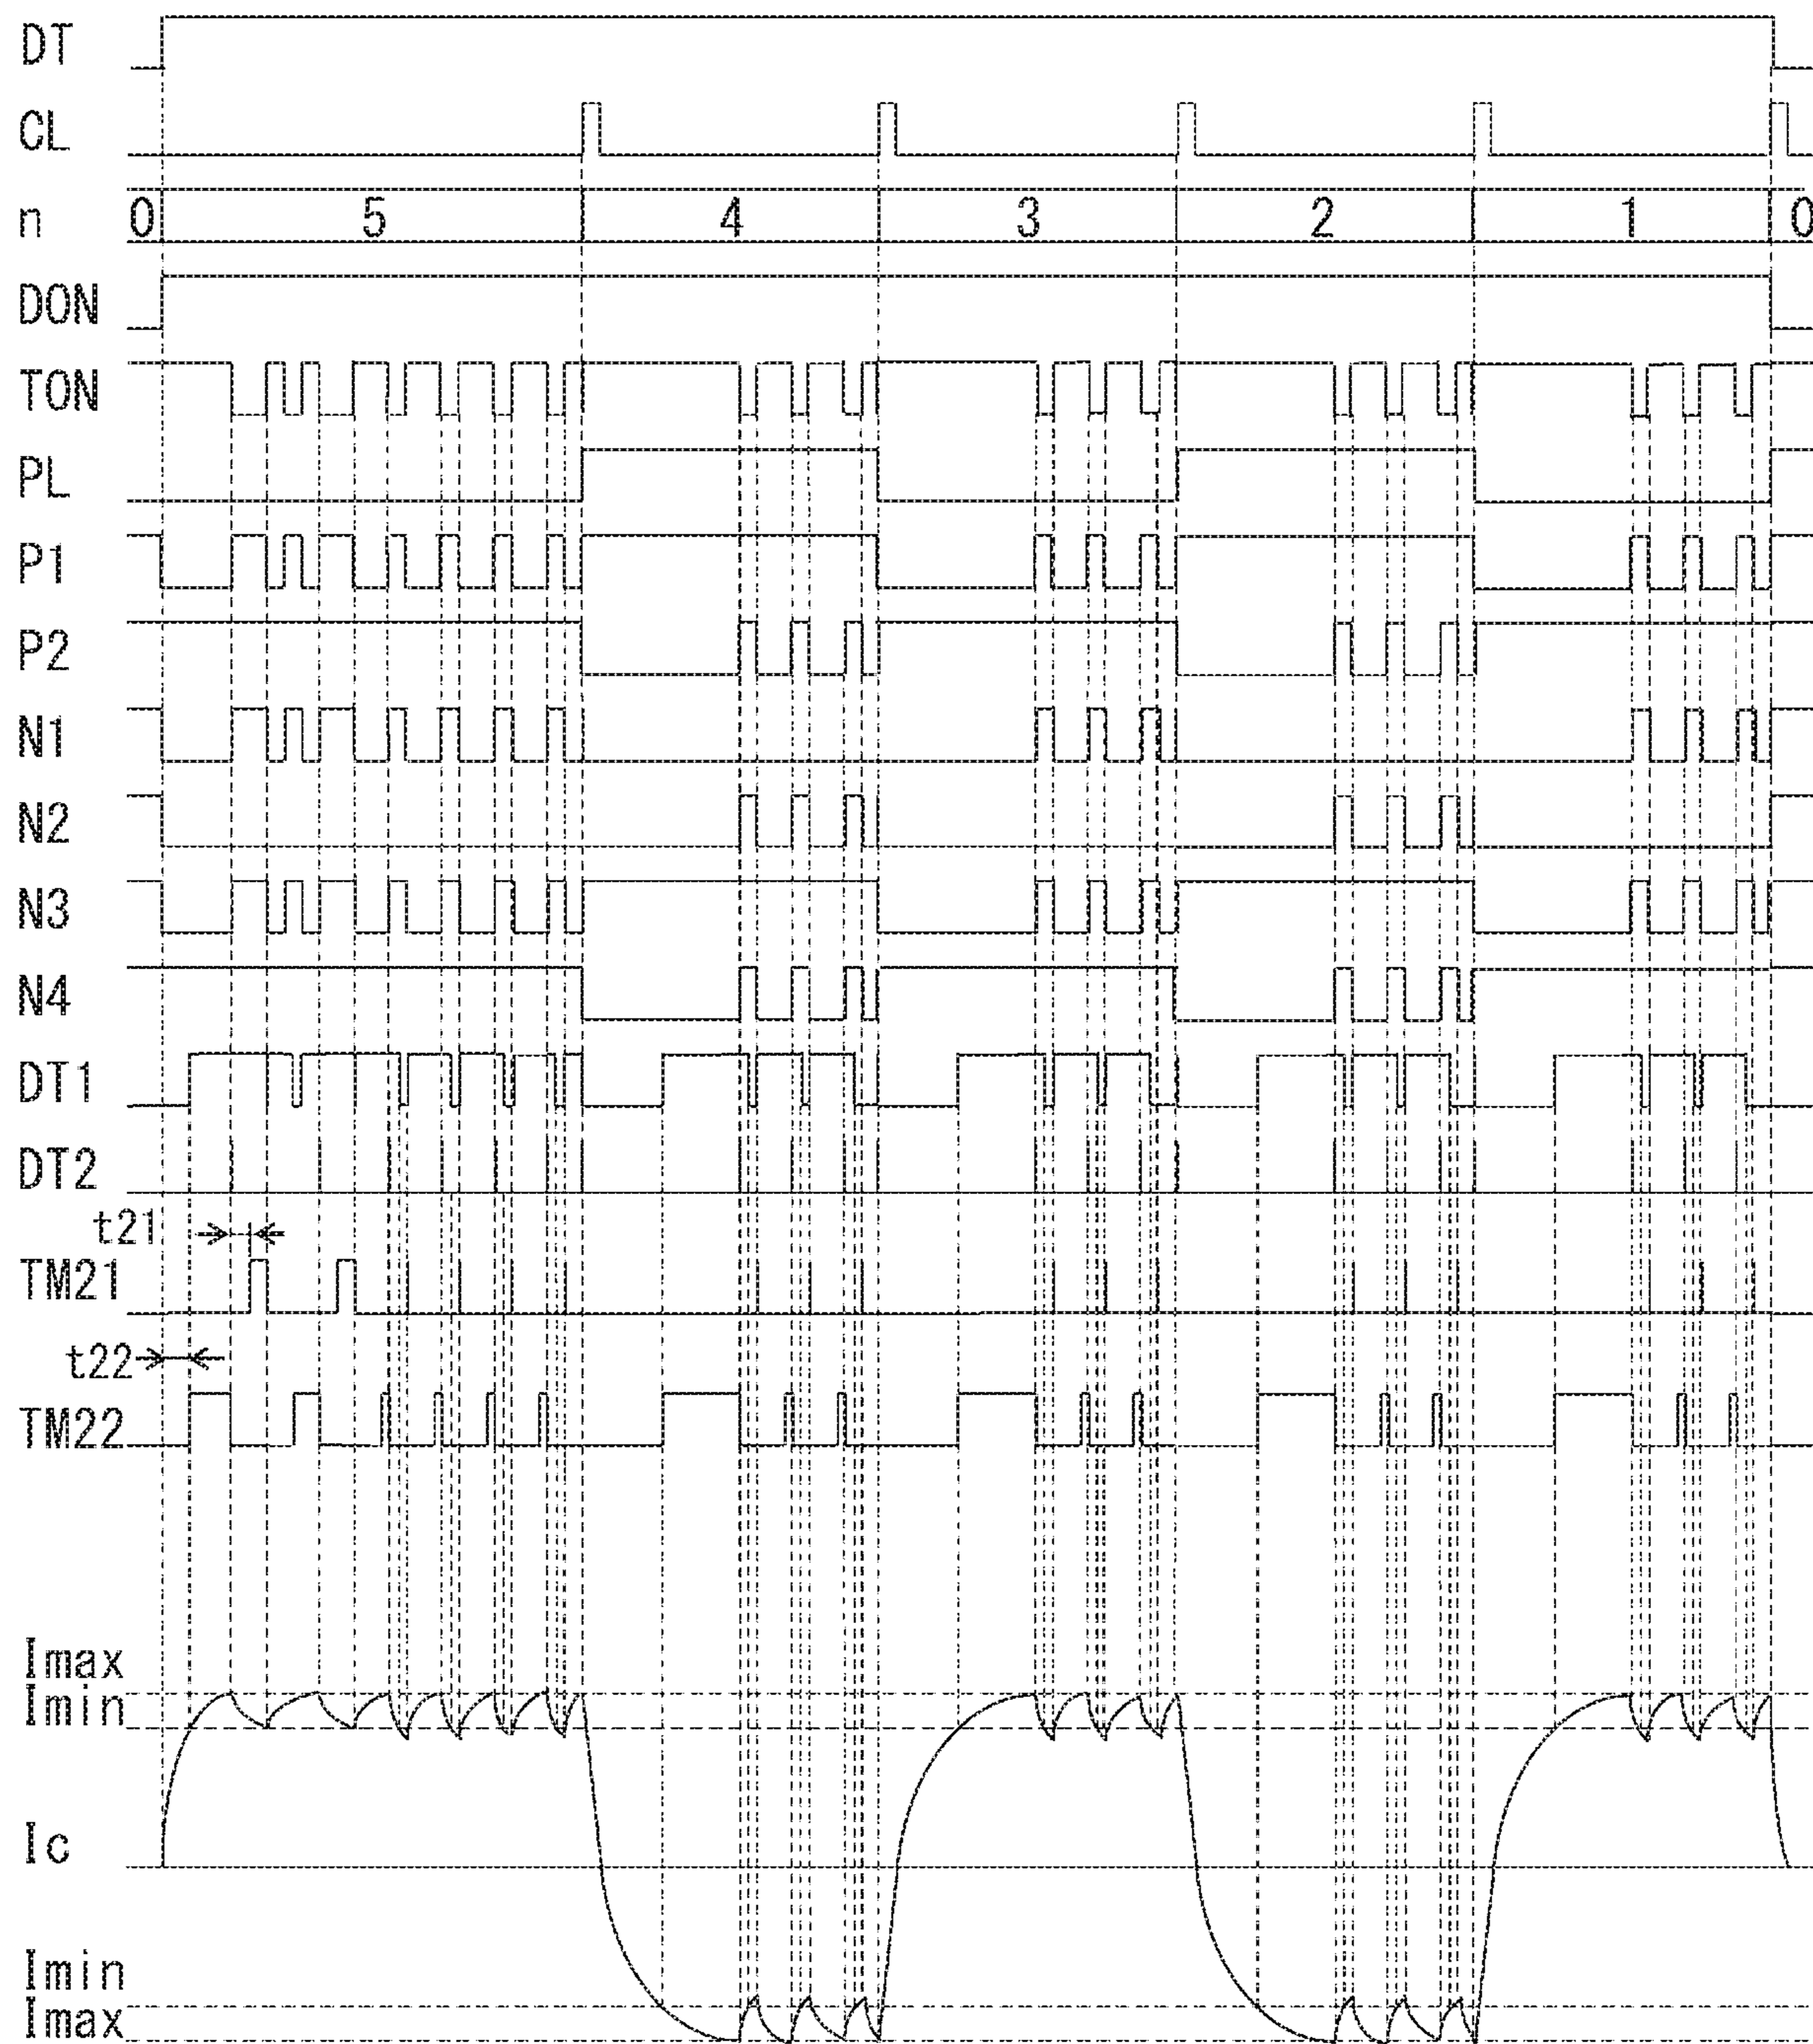 DT
CL
n 0 5 4 3 2 1 0
DON
TON
PL
P1
P2
N1
N2
N3
N4
DT1
DT2
t21
TM21
t22
TM22
Imax
Imin
Ic
Imin
Imax